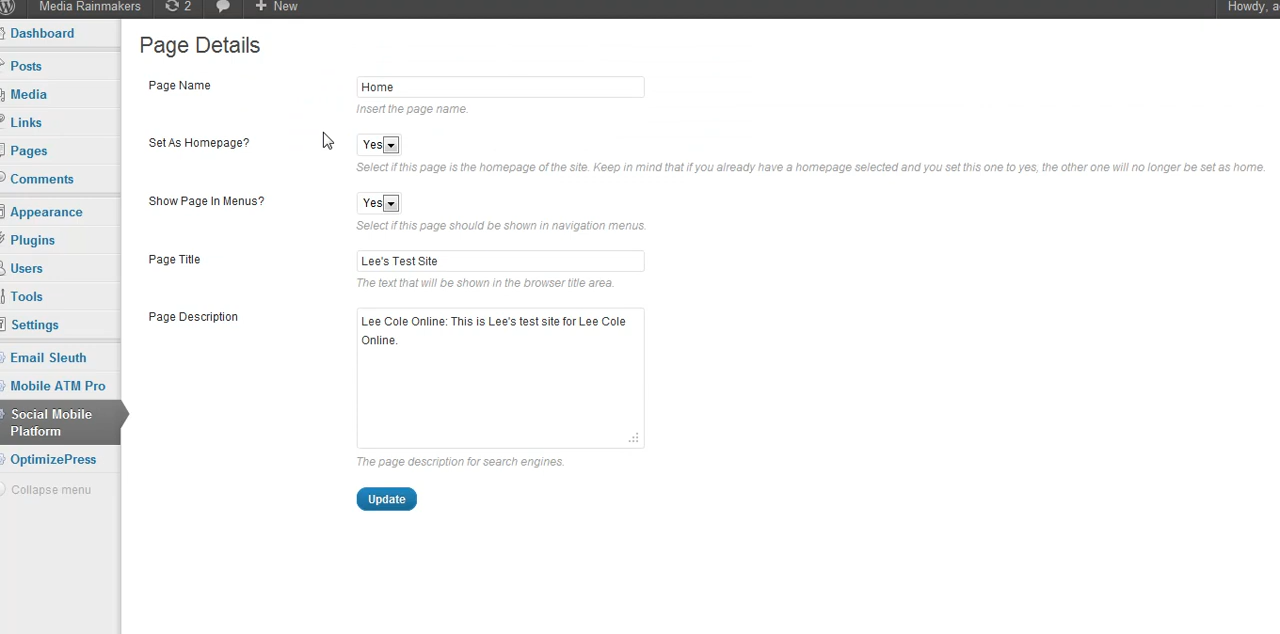 Media Rainmakers 2 New Howdy, a
Dashboard
Posts
Media
Links
Pages
Comments
Appearance
Plugins
Users
Tools
Settings
Email Sleuth
Mobile ATM Pro
Social Mobile
Platform
OptimizePress
Collapse menu
Page Details
Page Name Home
Insert the page name.
Set As Homepage? Yes
Select if this page is the homepage of the site. Keep in mind that if you already have a homepage selected and you set this one to yes, the other one will no longer be set as home.
Show Page In Menus? Yes
Select if this page should be shown in navigation menus.
Page Title Lee's Test Site
The text that will be shown in the browser title area.
Page Description Lee Cole Online: This is Lee's test site for Lee Cole
Online.
The page description for search engines.
Update